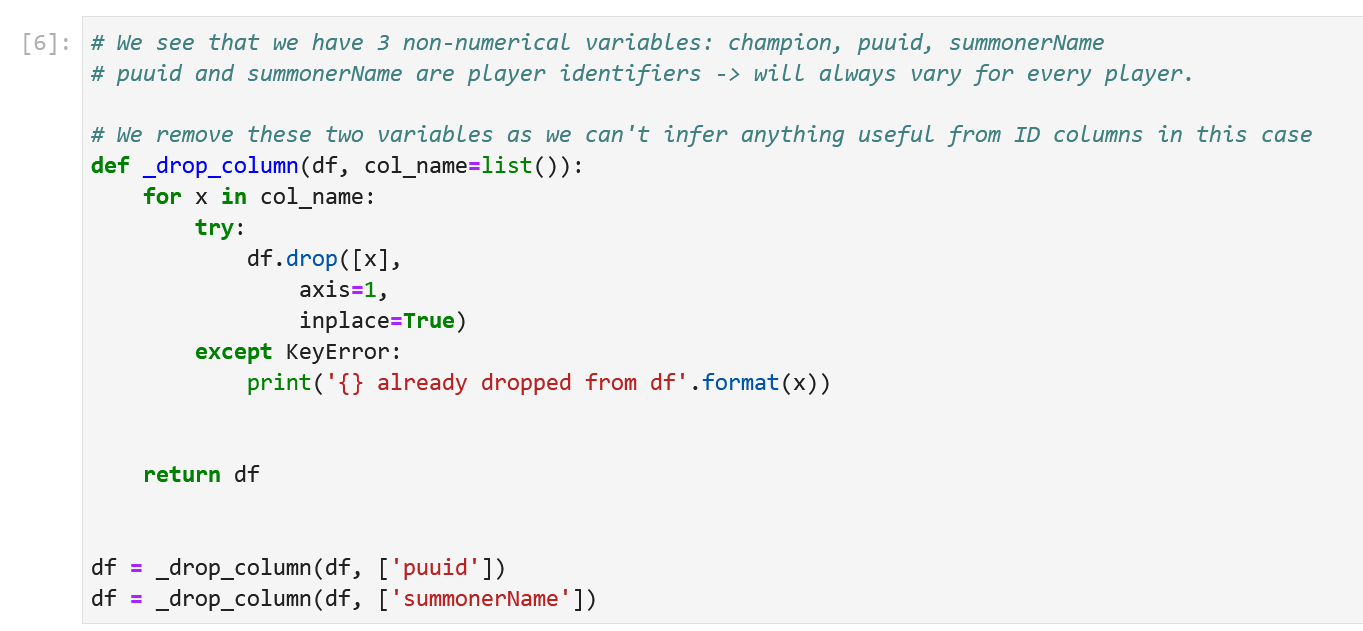 [6]:
# We see that we have 3 non-numerical variables: champion, puuid, summonerName
# puuid and summonerName are player identifiers -> will always vary for every player.
# We remove these two variables as we can't infer anything useful from ID columns in this case
def _drop_column(df, col_name=list()):
    for x in col_name:
        try:
            df.drop([x],
                axis=1,
                inplace=True)
        except KeyError:
            print('{} already dropped from df'.format(x))
    return df
df = _drop_column(df, ['puuid'])
df = _drop_column(df, ['summonerName'])